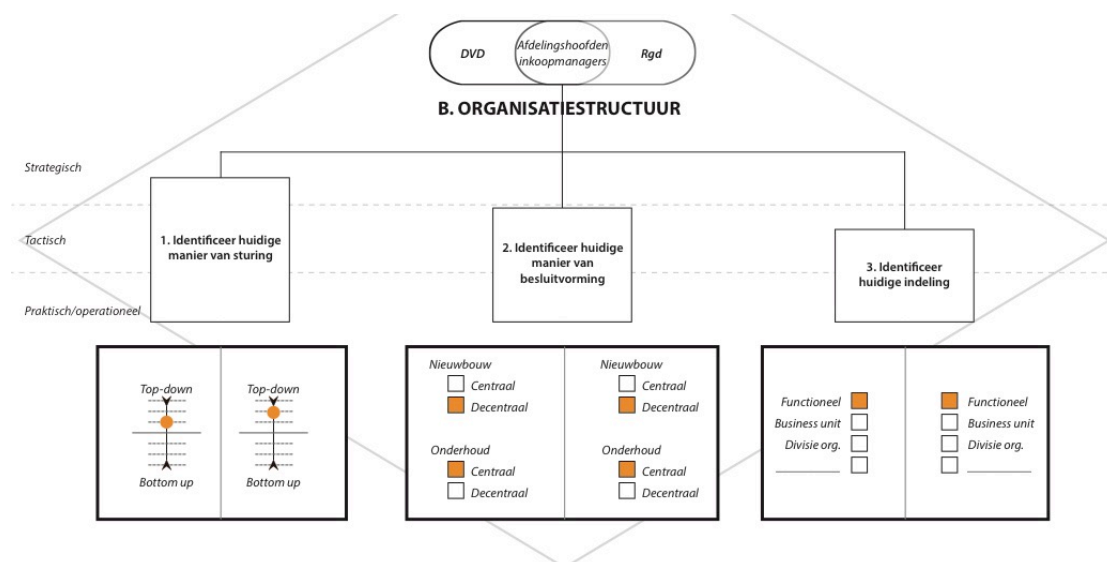 DVD
Afdelingshoofden
inkoopmanagers
Rgd
B. ORGANISATIESTRUCTUUR
Strategisch
Tactisch
Praktisch/operationeel
1. Identificeer huidige
manier van sturing
2. Identificeer huidige
manier van
besluitvorming
3. Identificeer
huidige indeling
Top-down
Bottom up
Top-down
Bottom up
Nieuwbouw
Centraal
Decentraal
Onderhoud
Centraal
Decentraal
Nieuwbouw
Centraal
Decentraal
Onderhoud
Centraal
Decentraal
Functioneel
Business unit
Divisie org.
Functioneel
Business unit
Divisie org.